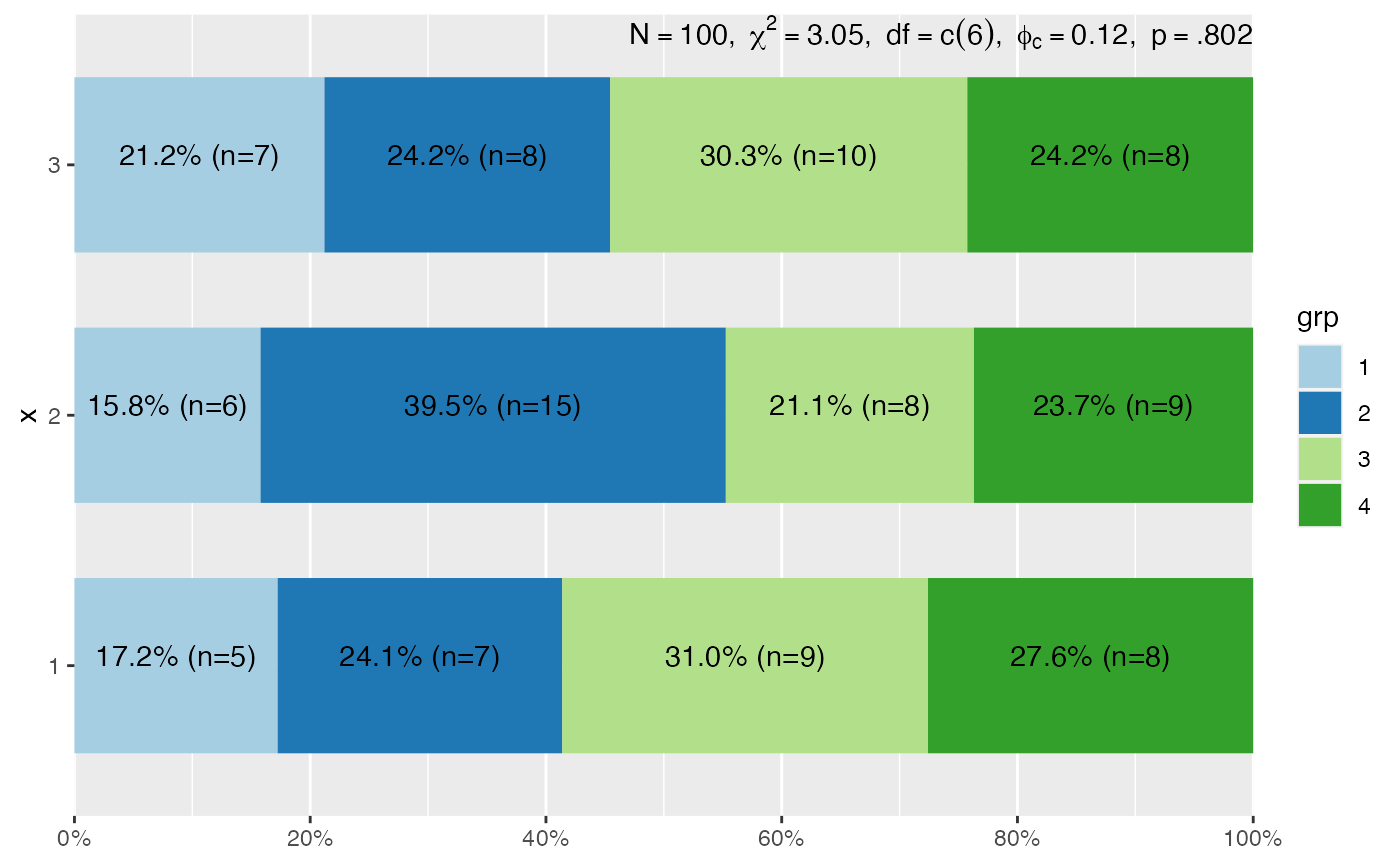 N = 100, χ² = 3.05, df = c(6), ϕc = 0.12, p = .802
3
21.2% (n=7) 24.2% (n=8) 30.3% (n=10) 24.2% (n=8)
x
2
15.8% (n=6) 39.5% (n=15) 21.1% (n=8) 23.7% (n=9)
1
17.2% (n=5) 24.1% (n=7) 31.0% (n=9) 27.6% (n=8)
0% 20% 40% 60% 80% 100%
grp
1
2
3
4